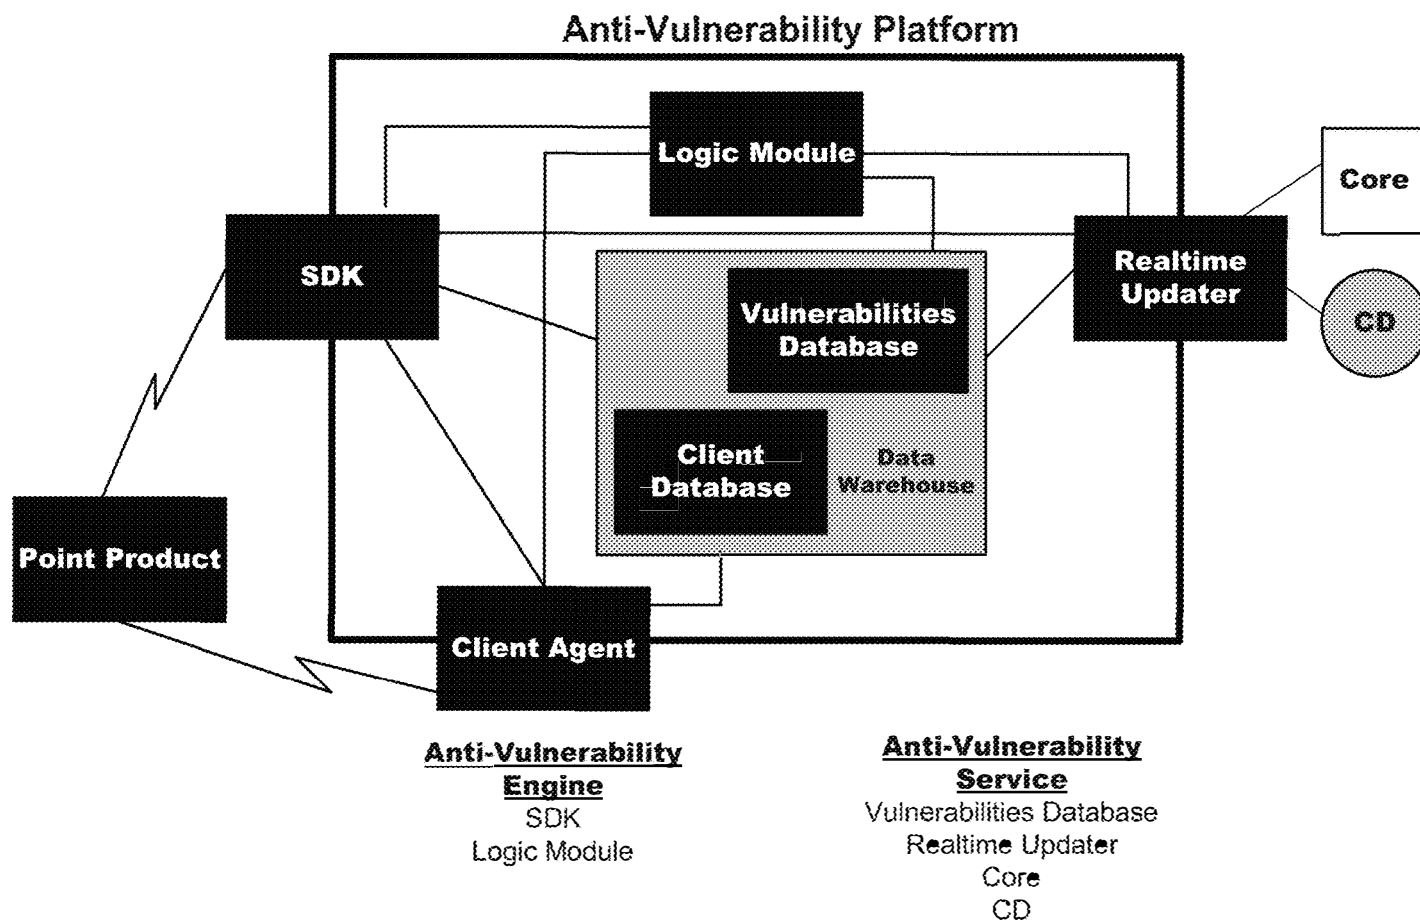 Anti-Vulnerability Platform
Logic Module
Core
SDK
Realtime
Updater
Vulnerabilities
Database
CD
Client
Database
Data
Warehouse
Point Product
Client Agent
Anti-Vulnerability
Engine
SDK
Logic Module
Anti-Vulnerability
Service
Vulnerabilities Database
Realtime Updater
Core
CD